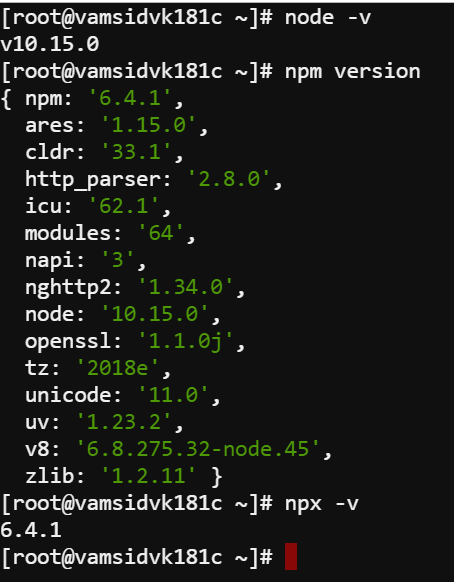 [root@vamsidvk181c ~]# node -v
v10.15.0
[root@vamsidvk181c ~]# npm version
{ npm: '6.4.1',
  ares: '1.15.0',
  cldr: '33.1',
  http_parser: '2.8.0',
  icu: '62.1',
  modules: '64',
  napi: '3',
  nghttp2: '1.34.0',
  node: '10.15.0',
  openssl: '1.1.0j',
  tz: '2018e',
  unicode: '11.0',
  uv: '1.23.2',
  v8: '6.8.275.32-node.45',
  zlib: '1.2.11' }
[root@vamsidvk181c ~]# npx -v
6.4.1
[root@vamsidvk181c ~]#